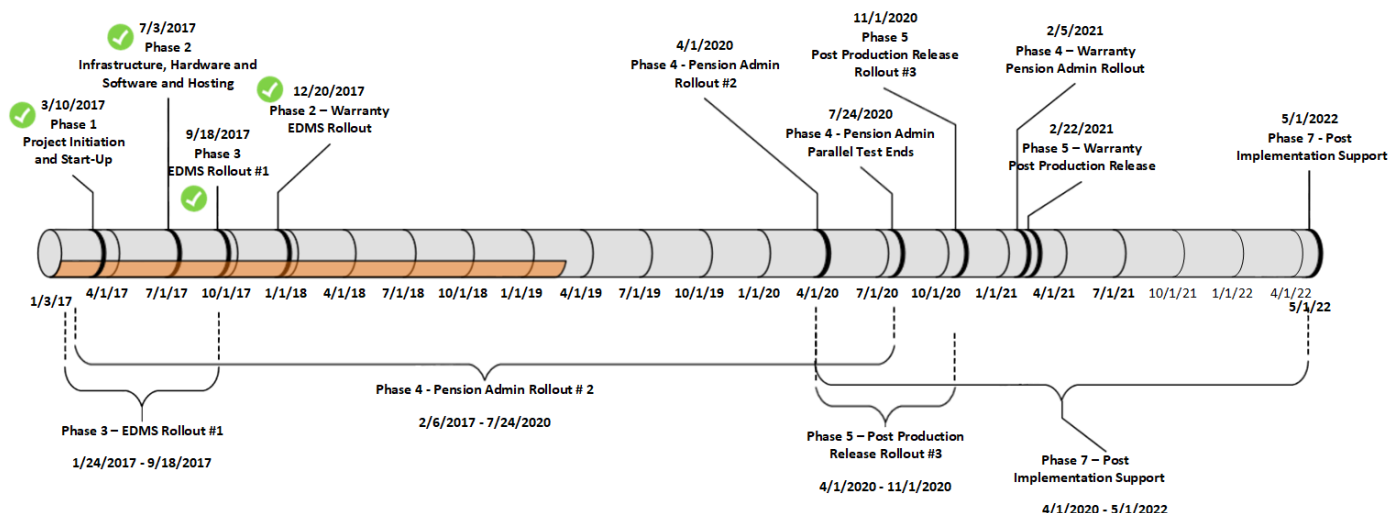 7/3/2017
Phase 2
Infrastructure, Hardware and
Software and Hosting
3/10/2017
Phase 1
Project Initiation
and Start-Up
9/18/2017
Phase 3
EDMS Rollout #1
12/20/2017
Phase 2 – Warranty
EDMS Rollout
4/1/2020
Phase 4 - Pension Admin
Rollout #2
11/1/2020
Phase 5
Post Production Release
Rollout #3
7/24/2020
Phase 4 - Pension Admin
Parallel Test Ends
2/5/2021
Phase 4 – Warranty
Pension Admin Rollout
2/22/2021
Phase 5 – Warranty
Post Production Release
5/1/2022
Phase 7 - Post
Implementation Support
1/3/17 4/1/17 7/1/17 10/1/17 1/1/18 4/1/18 7/1/18 10/1/18 1/1/19 4/1/19 7/1/19 10/1/19 1/1/20 4/1/20 7/1/20 10/1/20 1/1/21 4/1/21 7/1/21 10/1/21 1/1/22 4/1/22
5/1/22
Phase 4 - Pension Admin Rollout # 2
2/6/2017 - 7/24/2020
Phase 3 – EDMS Rollout #1
1/24/2017 - 9/18/2017
Phase 5 – Post Production
Release Rollout #3
4/1/2020 - 11/1/2020
Phase 7 – Post
Implementation Support
4/1/2020 - 5/1/2022